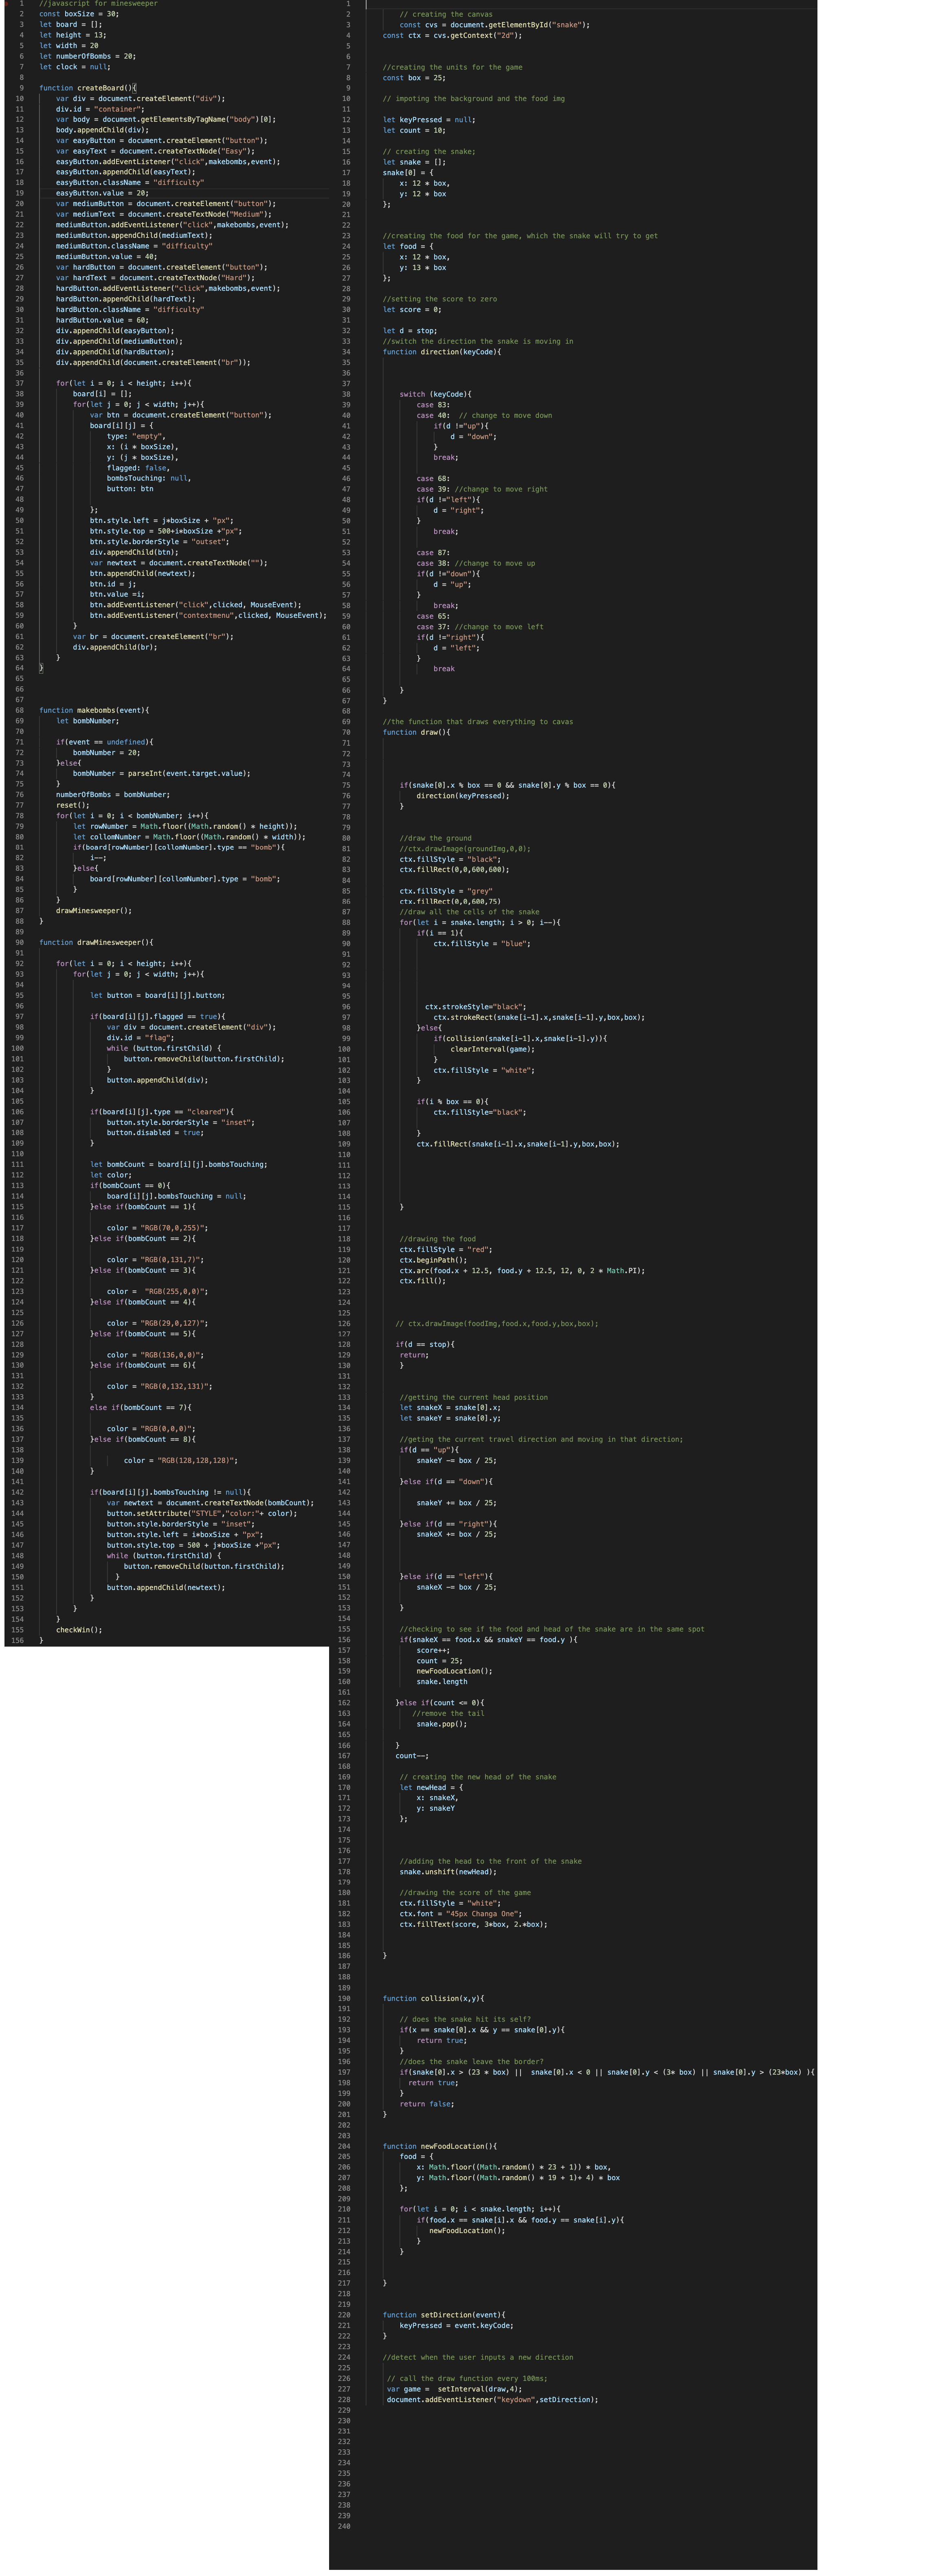 1 //javascript for minesweeper
2 const boxSize = 30;
3 let board = [];
4 let height = 13;
5 let width = 20
6 let numberOfBombs = 20;
7 let clock = null;
8
9 function createBoard(){
10 var div = document.createElement("div");
11 div.id = "container";
12 var body = document.getElementsByTagName("body")[0];
13 body.appendChild(div);
14 var easyButton = document.createElement("button");
15 var easyText = document.createTextNode("Easy");
16 easyButton.addEventListener("click",makebombs,event);
17 easyButton.appendChild(easyText);
18 easyButton.className = "difficulty"
19 easyButton.value = 20;
20 var mediumButton = document.createElement("button");
21 var mediumText = document.createTextNode("Medium");
22 mediumButton.addEventListener("click",makebombs,event);
23 mediumButton.appendChild(mediumText);
24 mediumButton.className = "difficulty"
25 mediumButton.value = 40;
26 var hardButton = document.createElement("button");
27 var hardText = document.createTextNode("Hard");
28 hardButton.addEventListener("click",makebombs,event);
29 hardButton.appendChild(hardText);
30 hardButton.className = "difficulty"
31 hardButton.value = 60;
32 div.appendChild(easyButton);
33 div.appendChild(mediumButton);
34 div.appendChild(hardButton);
35 div.appendChild(document.createElement("br"));
36
37 for(let i = 0; i < height; i++){
38 board[i] = [];
39 for(let j = 0; j < width; j++){
40 var btn = document.createElement("button");
41 board[i][j] = {
42 type: "empty",
43 x: (i * boxSize),
44 y: (j * boxSize),
45 flagged: false,
46 bombsTouching: null,
47 button: btn
48
49 };
50 btn.style.left = j*boxSize + "px";
51 btn.style.top = 500+i*boxSize +"px";
52 btn.style.borderStyle = "outset";
53 div.appendChild(btn);
54 var newtext = document.createTextNode("");
55 btn.appendChild(newtext);
56 btn.id = j;
57 btn.value =i;
58 btn.addEventListener("click",clicked, MouseEvent);
59 btn.addEventListener("contextmenu",clicked, MouseEvent);
60 }
61 var br = document.createElement("br");
62 div.appendChild(br);
63 }
64 }
65
66
67
68 function makebombs(event){
69 let bombNumber;
70
71 if(event == undefined){
72 bombNumber = 20;
73 }else{
74 bombNumber = parseInt(event.target.value);
75 }
76 numberOfBombs = bombNumber;
77 reset();
78 for(let i = 0; i < bombNumber; i++){
79 let rowNumber = Math.floor((Math.random() * height));
80 let collomNumber = Math.floor((Math.random() * width));
81 if(board[rowNumber][collomNumber].type == "bomb"){
82 i--;
83 }else{
84 board[rowNumber][collomNumber].type = "bomb";
85 }
86 }
87 drawMinesweeper();
88 }
89
90 function drawMinesweeper(){
91
92 for(let i = 0; i < height; i++){
93 for(let j = 0; j < width; j++){
94
95 let button = board[i][j].button;
96
97 if(board[i][j].flagged == true){
98 var div = document.createElement("div");
99 div.id = "flag";
100 while (button.firstChild) {
101 button.removeChild(button.firstChild);
102 }
103 button.appendChild(div);
104 }
105
106 if(board[i][j].type == "cleared"){
107 button.style.borderStyle = "inset";
108 button.disabled = true;
109 }
110
111 let bombCount = board[i][j].bombsTouching;
112 let color;
113 if(bombCount == 0){
114 board[i][j].bombsTouching = null;
115 }else if(bombCount == 1){
116
117 color = "RGB(70,0,255)";
118 }else if(bombCount == 2){
119
120 color = "RGB(0,131,7)";
121 }else if(bombCount == 3){
122
123 color =  "RGB(255,0,0)";
124 }else if(bombCount == 4){
125
126 color = "RGB(29,0,127)";
127 }else if(bombCount == 5){
128
129 color = "RGB(136,0,0)";
130 }else if(bombCount == 6){
131
132 color = "RGB(0,132,131)";
133 }
134 else if(bombCount == 7){
135
136 color = "RGB(0,0,0)";
137 }else if(bombCount == 8){
138
139 color = "RGB(128,128,128)";
140 }
141
142 if(board[i][j].bombsTouching != null){
143 var newtext = document.createTextNode(bombCount);
144 button.setAttribute("STYLE","color:"+ color);
145 button.style.borderStyle = "inset";
146 button.style.left = i*boxSize + "px";
147 button.style.top = 500 + j*boxSize +"px";
148 while (button.firstChild) {
149 button.removeChild(button.firstChild);
150 }
151 button.appendChild(newtext);
152 }
153 }
154 }
155 checkWin();
156 }
1
2 // creating the canvas
3 const cvs = document.getElementById("snake");
4 const ctx = cvs.getContext("2d");
5
6
7 //creating the units for the game
8 const box = 25;
9
10 // impoting the background and the food img
11
12 let keyPressed = null;
13 let count = 10;
14
15 // creating the snake;
16 let snake = [];
17 snake[0] = {
18 x: 12 * box,
19 y: 12 * box
20 };
21
22
23 //creating the food for the game, which the snake will try to get
24 let food = {
25 x: 12 * box,
26 y: 13 * box
27 };
28
29 //setting the score to zero
30 let score = 0;
31
32 let d = stop;
33 //switch the direction the snake is moving in
34 function direction(keyCode){
35
36
37
38 switch (keyCode){
39 case 83:
40 case 40:  // change to move down
41 if(d !="up"){
42 d = "down";
43 }
44 break;
45
46 case 68:
47 case 39: //change to move right
48 if(d !="left"){
49 d = "right";
50 }
51 break;
52
53 case 87:
54 case 38: //change to move up
55 if(d !="down"){
56 d = "up";
57 }
58 break;
59 case 65:
60 case 37: //change to move left
61 if(d !="right"){
62 d = "left";
63 }
64 break
65
66 }
67 }
68
69 //the function that draws everything to cavas
70 function draw(){
71
72
73
74
75 if(snake[0].x % box == 0 && snake[0].y % box == 0){
76 direction(keyPressed);
77 }
78
79
80 //draw the ground
81 //ctx.drawImage(groundImg,0,0);
82 ctx.fillStyle = "black";
83 ctx.fillRect(0,0,600,600);
84
85 ctx.fillStyle = "grey"
86 ctx.fillRect(0,0,600,75)
87 //draw all the cells of the snake
88 for(let i = snake.length; i > 0; i--){
89 if(i == 1){
90 ctx.fillStyle = "blue";
91
92
93
94
95
96 ctx.strokeStyle="black";
97 ctx.strokeRect(snake[i-1].x,snake[i-1].y,box,box);
98 }else{
99 if(collision(snake[i-1].x,snake[i-1].y)){
100 clearInterval(game);
101 }
102 ctx.fillStyle = "white";
103 }
104
105 if(i % box == 0){
106 ctx.fillStyle="black";
107
108 }
109 ctx.fillRect(snake[i-1].x,snake[i-1].y,box,box);
110
111
112
113
114
115 }
116
117
118 //drawing the food
119 ctx.fillStyle = "red";
120 ctx.beginPath();
121 ctx.arc(food.x + 12.5, food.y + 12.5, 12, 0, 2 * Math.PI);
122 ctx.fill();
123
124
125
126 // ctx.drawImage(foodImg,food.x,food.y,box,box);
127
128 if(d == stop){
129 return;
130 }
131
132
133 //getting the current head position
134 let snakeX = snake[0].x;
135 let snakeY = snake[0].y;
136
137 //geting the current travel direction and moving in that direction;
138 if(d == "up"){
139 snakeY -= box / 25;
140
141 }else if(d == "down"){
142
143 snakeY += box / 25;
144
145 }else if(d == "right"){
146 snakeX += box / 25;
147
148
149
150 }else if(d == "left"){
151 snakeX -= box / 25;
152
153 }
154
155 //checking to see if the food and head of the snake are in the same spot
156 if(snakeX == food.x && snakeY == food.y ){
157 score++;
158 count = 25;
159 newFoodLocation();
160 snake.length
161
162 }else if(count <= 0){
163 //remove the tail
164 snake.pop();
165
166 }
167 count--;
168
169 // creating the new head of the snake
170 let newHead = {
171 x: snakeX,
172 y: snakeY
173 };
174
175
176
177 //adding the head to the front of the snake
178 snake.unshift(newHead);
179
180 //drawing the score of the game
181 ctx.fillStyle = "white";
182 ctx.font = "45px Changa One";
183 ctx.fillText(score, 3*box, 2.*box);
184
185
186 }
187
188
189
190 function collision(x,y){
191
192 // does the snake hit its self?
193 if(x == snake[0].x && y == snake[0].y){
194 return true;
195 }
196 //does the snake leave the border?
197 if(snake[0].x > (23 * box) ||  snake[0].x < 0 || snake[0].y < (3* box) || snake[0].y > (23*box) ){
198 return true;
199 }
200 return false;
201 }
202
203
204 function newFoodLocation(){
205 food = {
206 x: Math.floor((Math.random() * 23 + 1)) * box,
207 y: Math.floor((Math.random() * 19 + 1)+ 4) * box
208 };
209
210 for(let i = 0; i < snake.length; i++){
211 if(food.x == snake[i].x && food.y == snake[i].y){
212 newFoodLocation();
213 }
214 }
215
216
217 }
218
219
220 function setDirection(event){
221 keyPressed = event.keyCode;
222 }
223
224 //detect when the user inputs a new direction
225
226 // call the draw function every 100ms;
227 var game =  setInterval(draw,4);
228 document.addEventListener("keydown",setDirection);
229
230
231
232
233
234
235
236
237
238
239
240